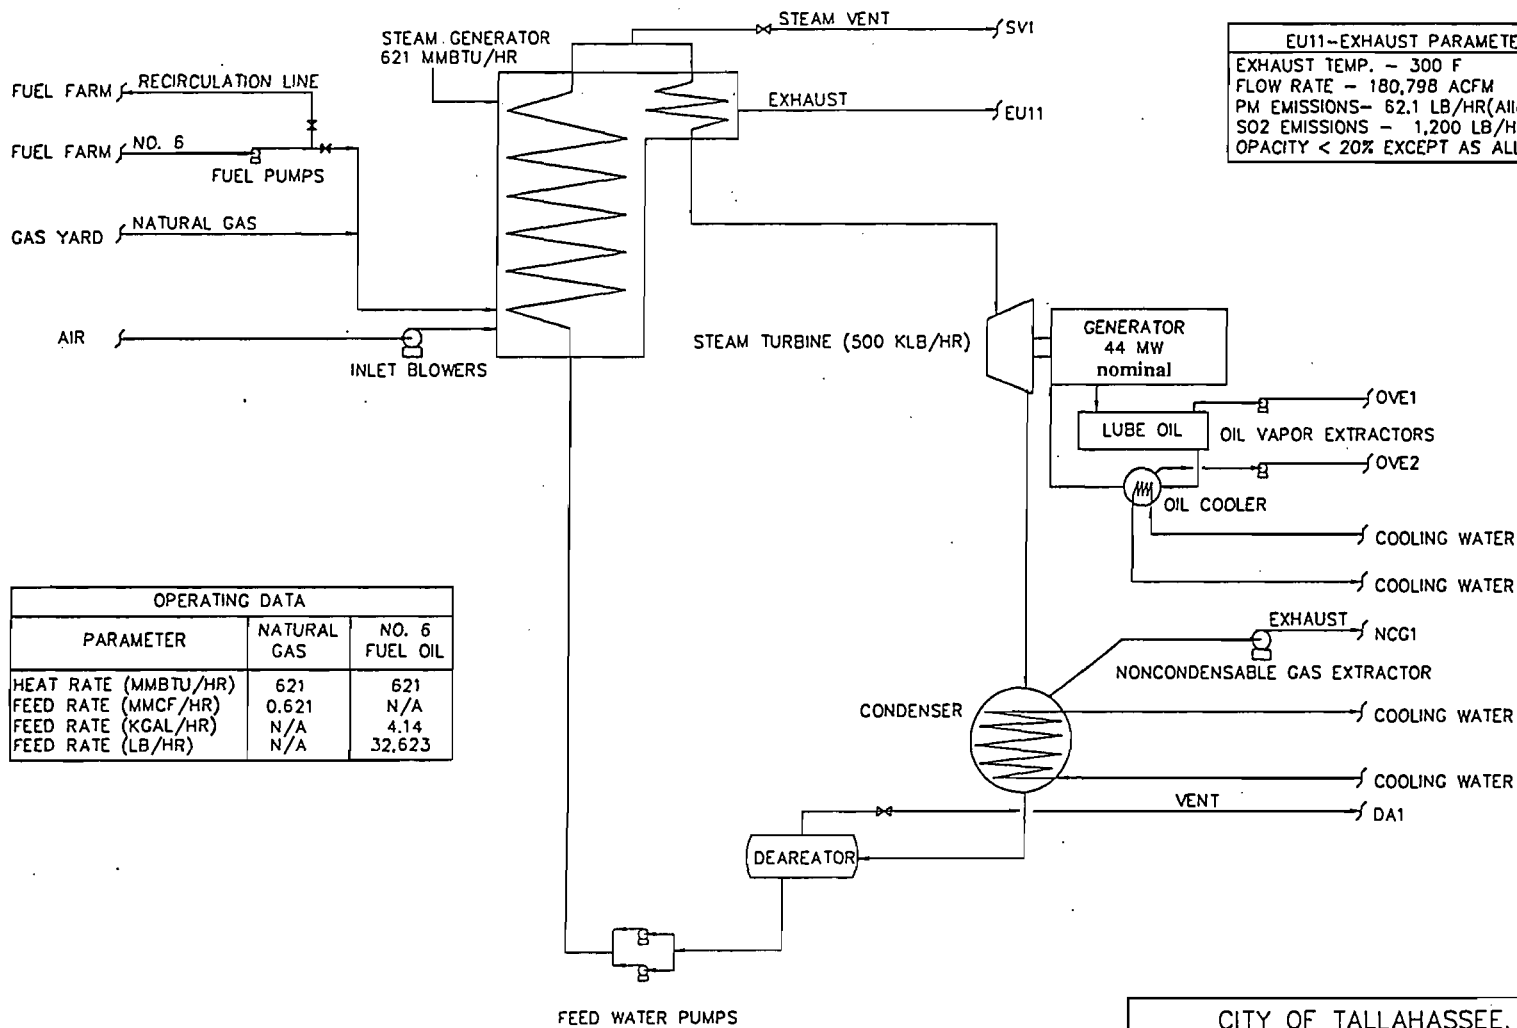 STEAM VENT
SV1
STEAM GENERATOR
621 MMBTU/HR
EU11-EXHAUST
EXHAUST TEMP. - 300 F
FLOW RATE - 180,798 ACFM
PM EMISSIONS- 62.1 LB/HR
SO2 EMISSIONS - 1,200
OPACITY < 20% EXCEPT AS
FUEL FARM
RECIRCULATION LINE
EXHAUST
EU11
FUEL FARM
NO. 6
FUEL PUMPS
GAS YARD
NATURAL GAS
AIR
INLET BLOWERS
STEAM TURBINE (500 KLB/HR)
GENERATOR
44 MW
nominal
OVE1
LUBE OIL
OIL VAPOR EXTRACTORS
OVE2
OIL COOLER
COOLING WATER
COOLING WATER
OPERATING DATA
PARAMETER
NATURAL
GAS
NO. 6
FUEL OIL
HEAT RATE (MMBTU/HR) 621 621
FEED RATE (MMCF/HR) 0.621 N/A
FEED RATE (KGAL/HR) N/A 4.14
FEED RATE (LB/HR) N/A 32,623
EXHAUST
NCG1
NONCONDENSABLE GAS EXTRACTOR
CONDENSER
COOLING WATER
COOLING WATER
VENT
DA1
DEAREATOR
FEED WATER PUMPS
CITY OF TALLAHASSEE,